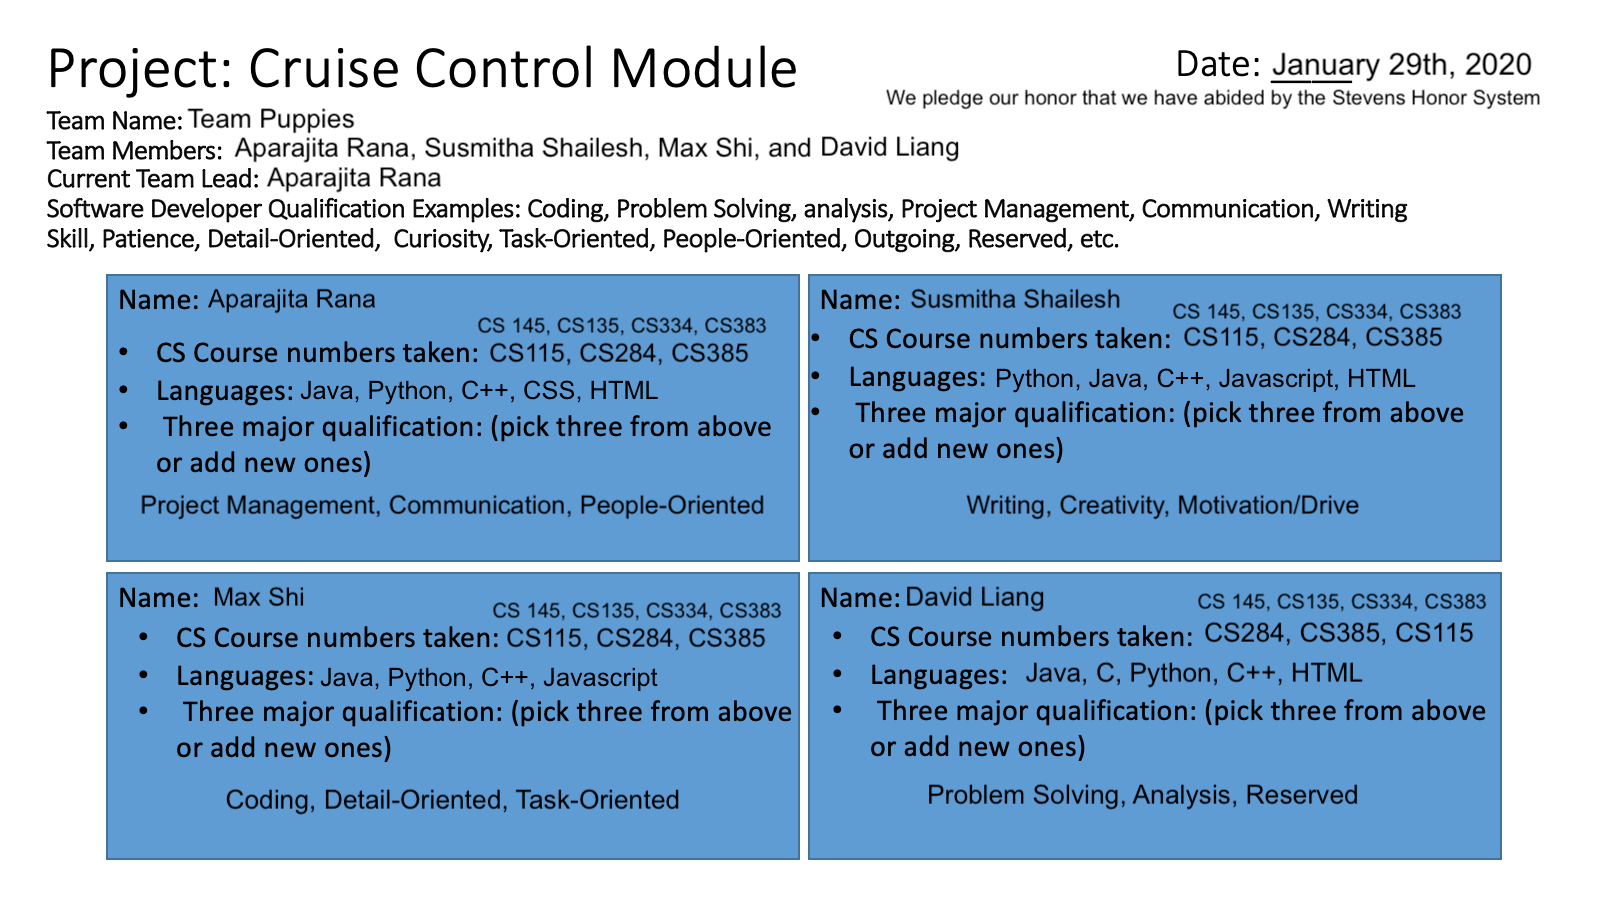 Project: Cruise Control Module
Date: January 29th, 2020
We pledge our honor that we have abided by the Stevens Honor System
Team Name: Team Puppies
Team Members: Aparajita Rana, Susmitha Shailesh, Max Shi, and David Liang
Current Team Lead: Aparajita Rana
Software Developer Qualification Examples: Coding, Problem Solving, analysis, Project Management, Communication, Writing
Skill, Patience, Detail-Oriented,  Curiosity, Task-Oriented, People-Oriented, Outgoing, Reserved, etc.
Name: Aparajita Rana
CS 145, CS135, CS334, CS383
• CS Course numbers taken: CS115, CS284, CS385
• Languages: Java, Python, C++, CSS, HTML
• Three major qualification: (pick three from above
or add new ones)
Project Management, Communication, People-Oriented
Name: Susmitha Shailesh
CS 145, CS135, CS334, CS383
• CS Course numbers taken: CS115, CS284, CS385
• Languages: Python, Java, C++, Javascript, HTML
• Three major qualification: (pick three from above
or add new ones)
Writing, Creativity, Motivation/Drive
Name: Max Shi
CS 145, CS135, CS334, CS383
• CS Course numbers taken: CS115, CS284, CS385
• Languages: Java, Python, C++, Javascript
• Three major qualification: (pick three from above
or add new ones)
Coding, Detail-Oriented, Task-Oriented
Name: David Liang
CS 145, CS135, CS334, CS383
• CS Course numbers taken: CS284, CS385, CS115
• Languages: Java, C, Python, C++, HTML
• Three major qualification: (pick three from above
or add new ones)
Problem Solving, Analysis, Reserved